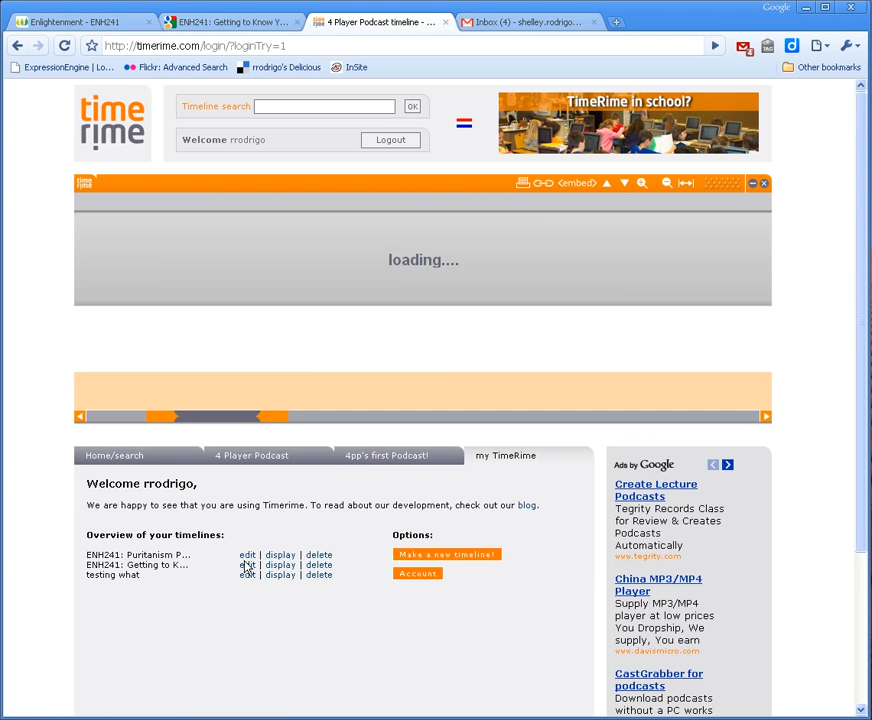 Google
Enlightenment - ENH241
ENH241: Getting to Know Y...
4 Player Podcast timeline - ...
Inbox (4) - shelley.rodrigo...
http://timerime.com/login/?loginTry=1
ExpressionEngine | Lo...
Flickr: Advanced Search
rrodrigo's Delicious
InSite
Other bookmarks
time rime
Timeline search
OK
Welcome rrodrigo
Logout
TimeRime in school?
time rime
<embed>
loading....
Home/search
4 Player Podcast
4pp's first Podcast!
my TimeRime
Welcome rrodrigo,
We are happy to see that you are using Timerime. To read about our development, check out our blog.
Overview of your timelines:
Options:
ENH241: Puritanism P... edit | display | delete
Make a new timeline!
ENH241: Getting to K... edit | display | delete
testing what edit | display | delete
Account
Ads by Google
Create Lecture
Podcasts
Tegrity Records Class
for Review & Creates
Podcasts
Automatically
www.tegrity.com
China MP3/MP4
Player
Supply MP3/MP4
player at low prices
You Dropship, We
supply, You earn
www.davismicro.com
CastGrabber for
podcasts
Download podcasts
without a PC works